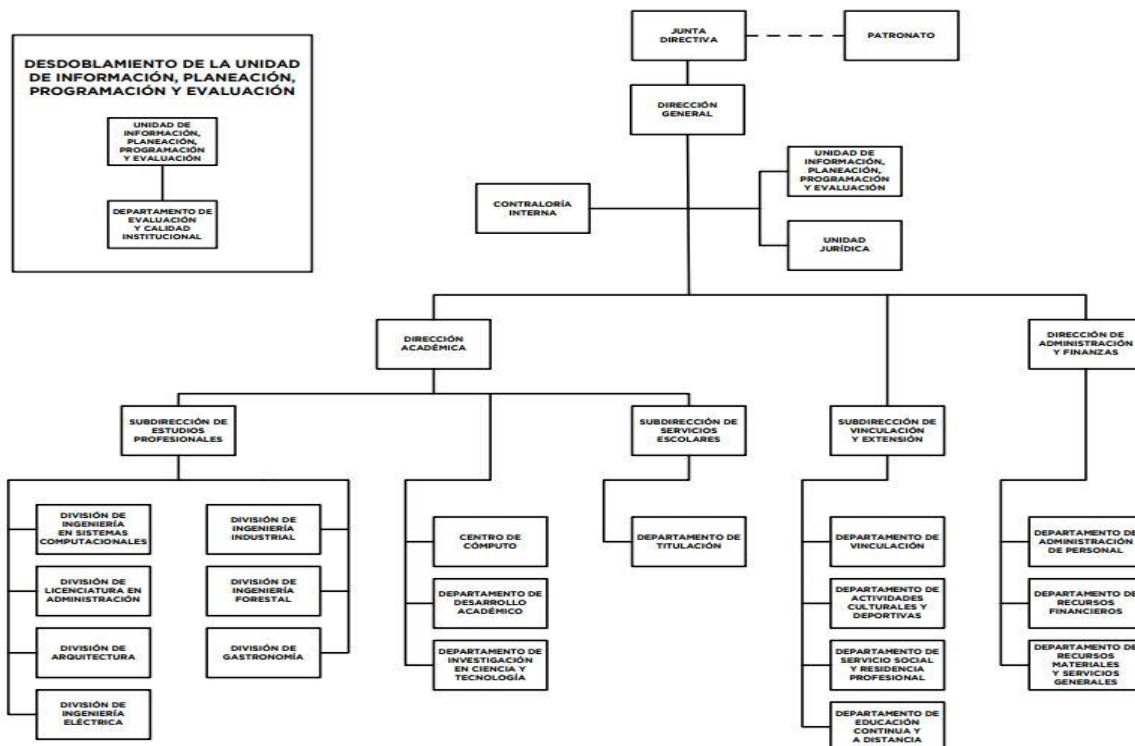 JUNTA
DIRECTIVA
PATRONATO
DESDOBLAMIENTO DE LA UNIDAD
DE INFORMACIÓN, PLANEACIÓN,
PROGRAMACIÓN Y EVALUACIÓN
UNIDAD DE
INFORMACIÓN,
PLANEACIÓN,
PROGRAMACIÓN
Y EVALUACIÓN
DEPARTAMENTO DE
EVALUACIÓN
Y CALIDAD
INSTITUCIONAL
DIRECCIÓN
GENERAL
CONTRALORÍA
INTERNA
UNIDAD DE
INFORMACIÓN,
PLANEACIÓN,
PROGRAMACIÓN
Y EVALUACIÓN
UNIDAD
JURÍDICA
DIRECCIÓN
ACADÉMICA
DIRECCIÓN DE
ADMINISTRACIÓN
Y FINANZAS
SUBDIRECCIÓN DE
ESTUDIOS
PROFESIONALES
SUBDIRECCIÓN DE
SERVICIOS
ESCOLARES
SUBDIRECCIÓN DE
VINCULACIÓN
Y EXTENSIÓN
DIVISIÓN DE
INGENIERÍA
EN SISTEMAS
COMPUTACIONALES
DIVISIÓN DE
LICENCIATURA EN
ADMINISTRACIÓN
DIVISIÓN DE
ARQUITECTURA
DIVISIÓN DE
INGENIERÍA
ELÉCTRICA
DIVISIÓN DE
INGENIERÍA
INDUSTRIAL
DIVISIÓN DE
INGENIERÍA
FORESTAL
DIVISIÓN DE
GASTRONOMÍA
CENTRO DE
CÓMPUTO
DEPARTAMENTO DE
DESARROLLO
ACADÉMICO
DEPARTAMENTO DE
INVESTIGACIÓN
EN CIENCIA Y
TECNOLOGÍA
DEPARTAMENTO DE
TITULACIÓN
DEPARTAMENTO DE
VINCULACIÓN
DEPARTAMENTO DE
ACTIVIDADES
CULTURALES Y
DEPORTIVAS
DEPARTAMENTO DE
SERVICIO SOCIAL
Y RESIDENCIA
PROFESIONAL
DEPARTAMENTO DE
EDUCACIÓN
CONTINUA Y
A DISTANCIA
DEPARTAMENTO DE
ADMINISTRACIÓN
DE PERSONAL
DEPARTAMENTO DE
RECURSOS
FINANCIEROS
DEPARTAMENTO DE
RECURSOS
MATERIALES
Y SERVICIOS
GENERALES